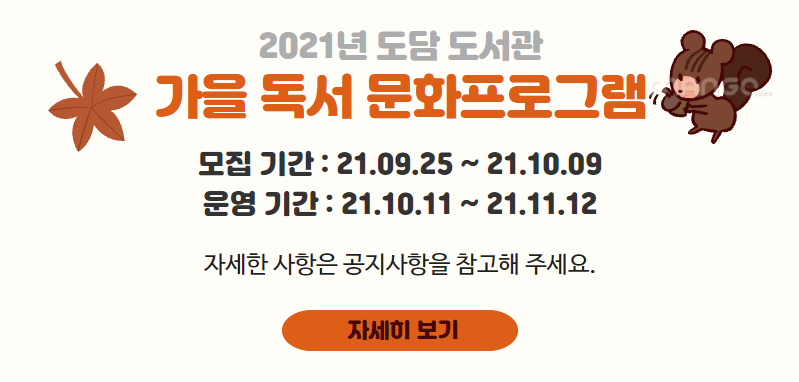 2021년 도담 도서관
가을 독서 문화프로그램
모집 기간 : 21.09.25 ~ 21.10.09
운영 기간 : 21.10.11 ~ 21.11.12
자세한 사항은 공지사항을 참고해 주세요.
자세히 보기